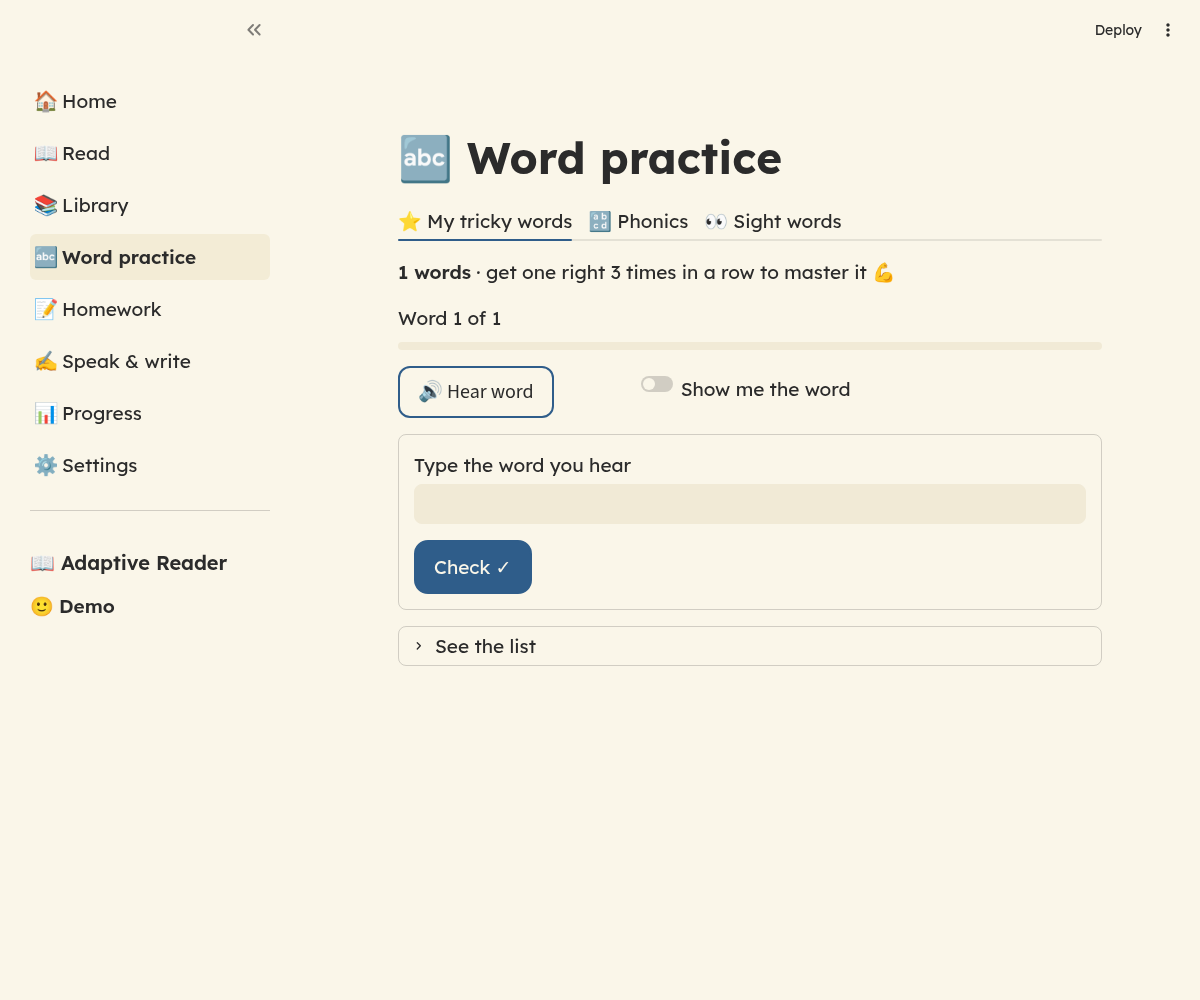 Deploy
🏠 Home
📖 Read
📚 Library
🔤 Word practice
📝 Homework
✍️ Speak & write
📊 Progress
⚙️ Settings
📖 Adaptive Reader
🙂 Demo
🔤 Word practice
⭐ My tricky words 🔡 Phonics 👀 Sight words
1 words · get one right 3 times in a row to master it 💪
Word 1 of 1
🔊 Hear word
Show me the word
Type the word you hear
Check ✓
See the list